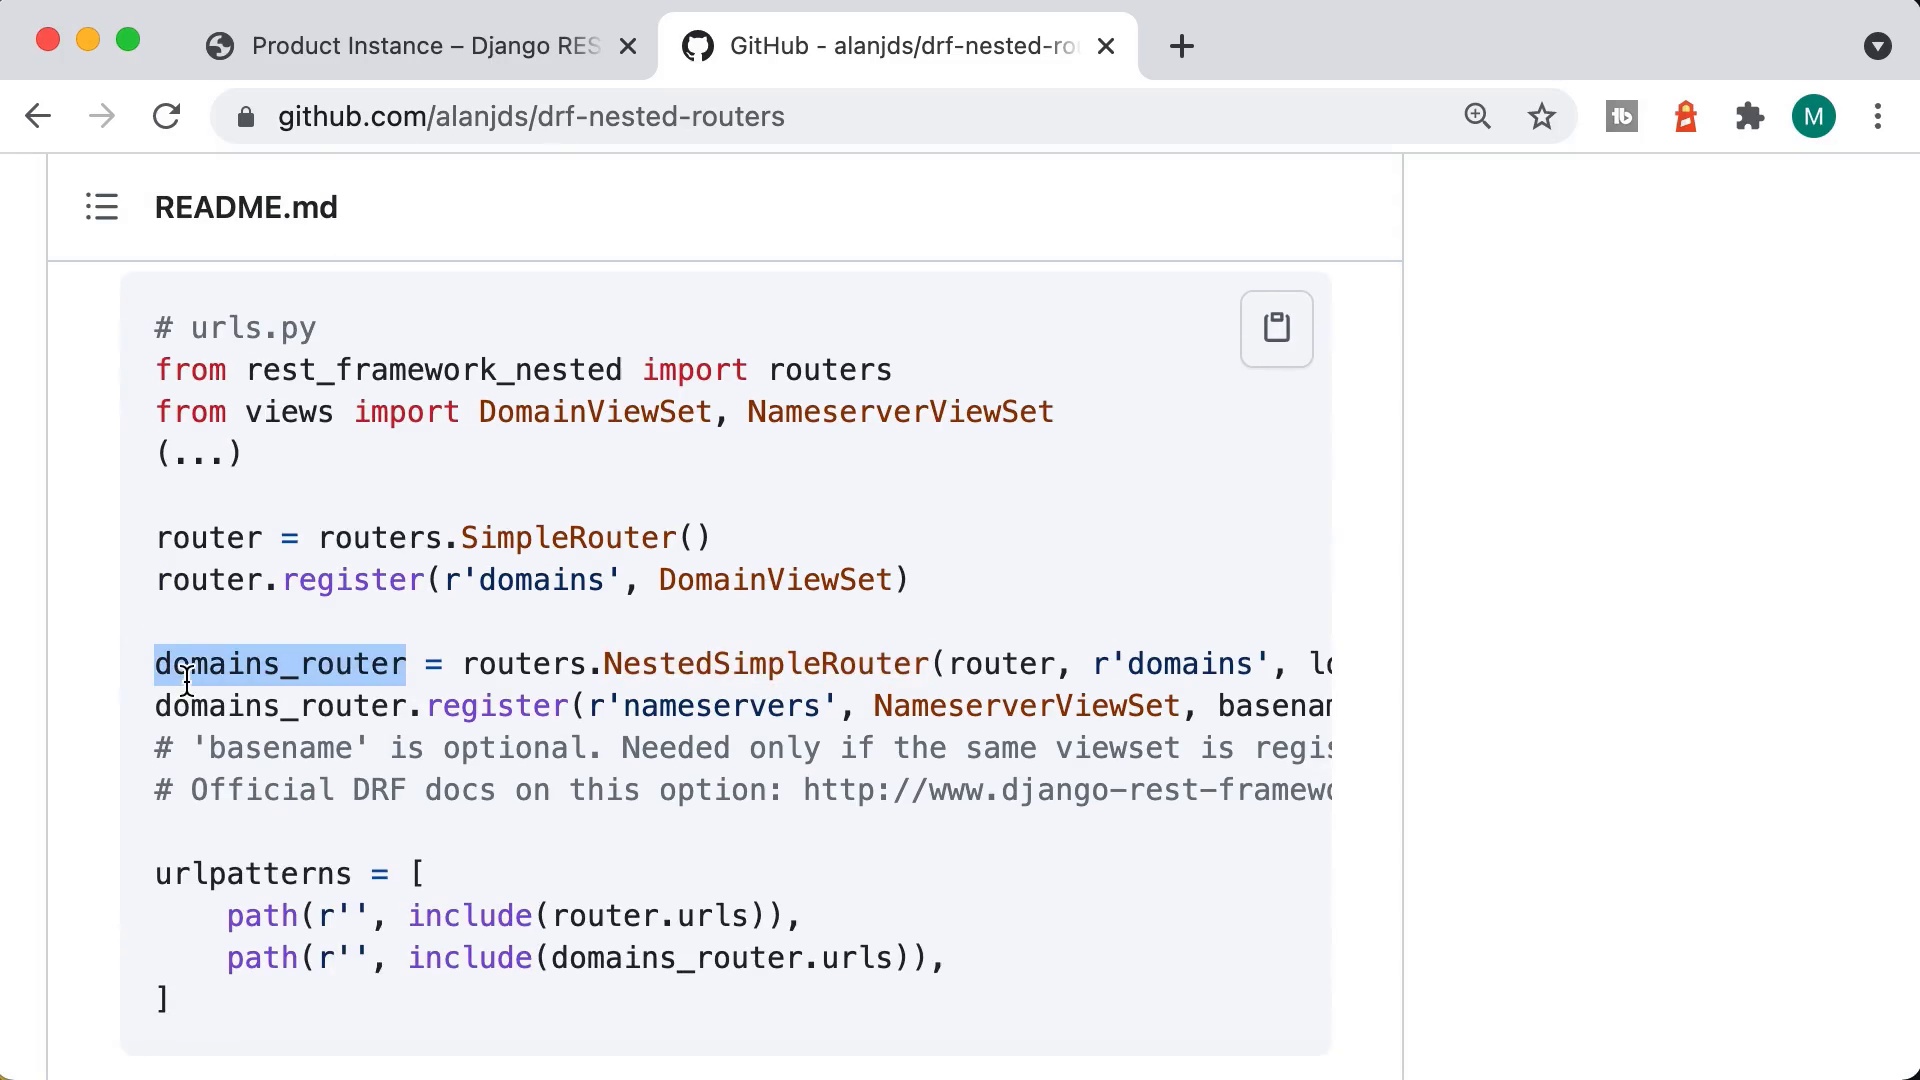 Product Instance – Django RES
GitHub - alanjds/drf-nested-rou
github.com/alanjds/drf-nested-routers
M
README.md
# urls.py
from rest_framework_nested import routers
from views import DomainViewSet, NameserverViewSet
(...)
router = routers.SimpleRouter()
router.register(r'domains', DomainViewSet)
domains_router = routers.NestedSimpleRouter(router, r'domains', lo
domains_router.register(r'nameservers', NameserverViewSet, basenam
# 'basename' is optional. Needed only if the same viewset is regis
# Official DRF docs on this option: http://www.django-rest-framewo
urlpatterns = [
path(r'', include(router.urls)),
path(r'', include(domains_router.urls)),
]